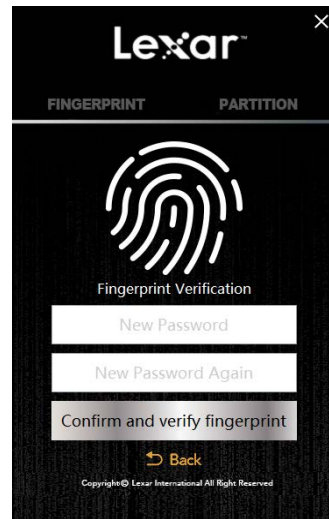 Lexar™
FINGERPRINT PARTITION
Fingerprint Verification
New Password
New Password Again
Confirm and verify fingerprint
Back
Copyright© Lexar International All Right Reserved